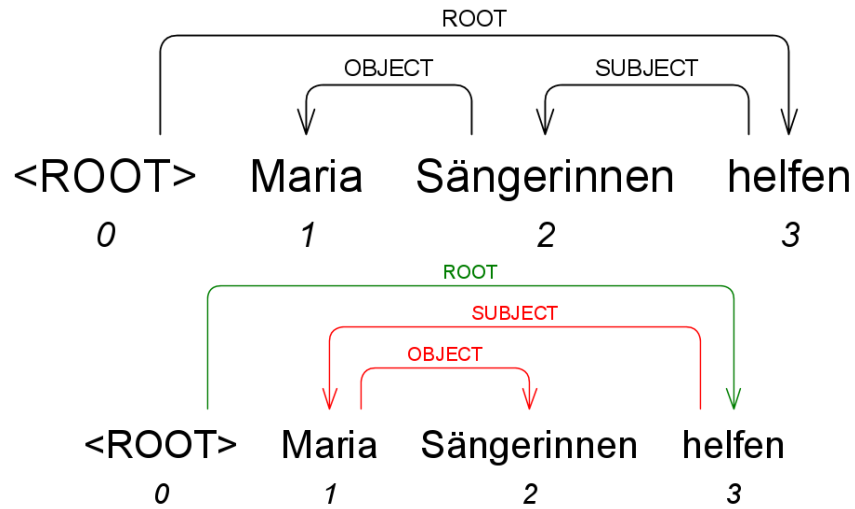 ROOT
OBJECT SUBJECT
<ROOT> Maria Sängerinnen helfen
0 1 2 3
ROOT
SUBJECT
OBJECT
<ROOT> Maria Sängerinnen helfen
0 1 2 3